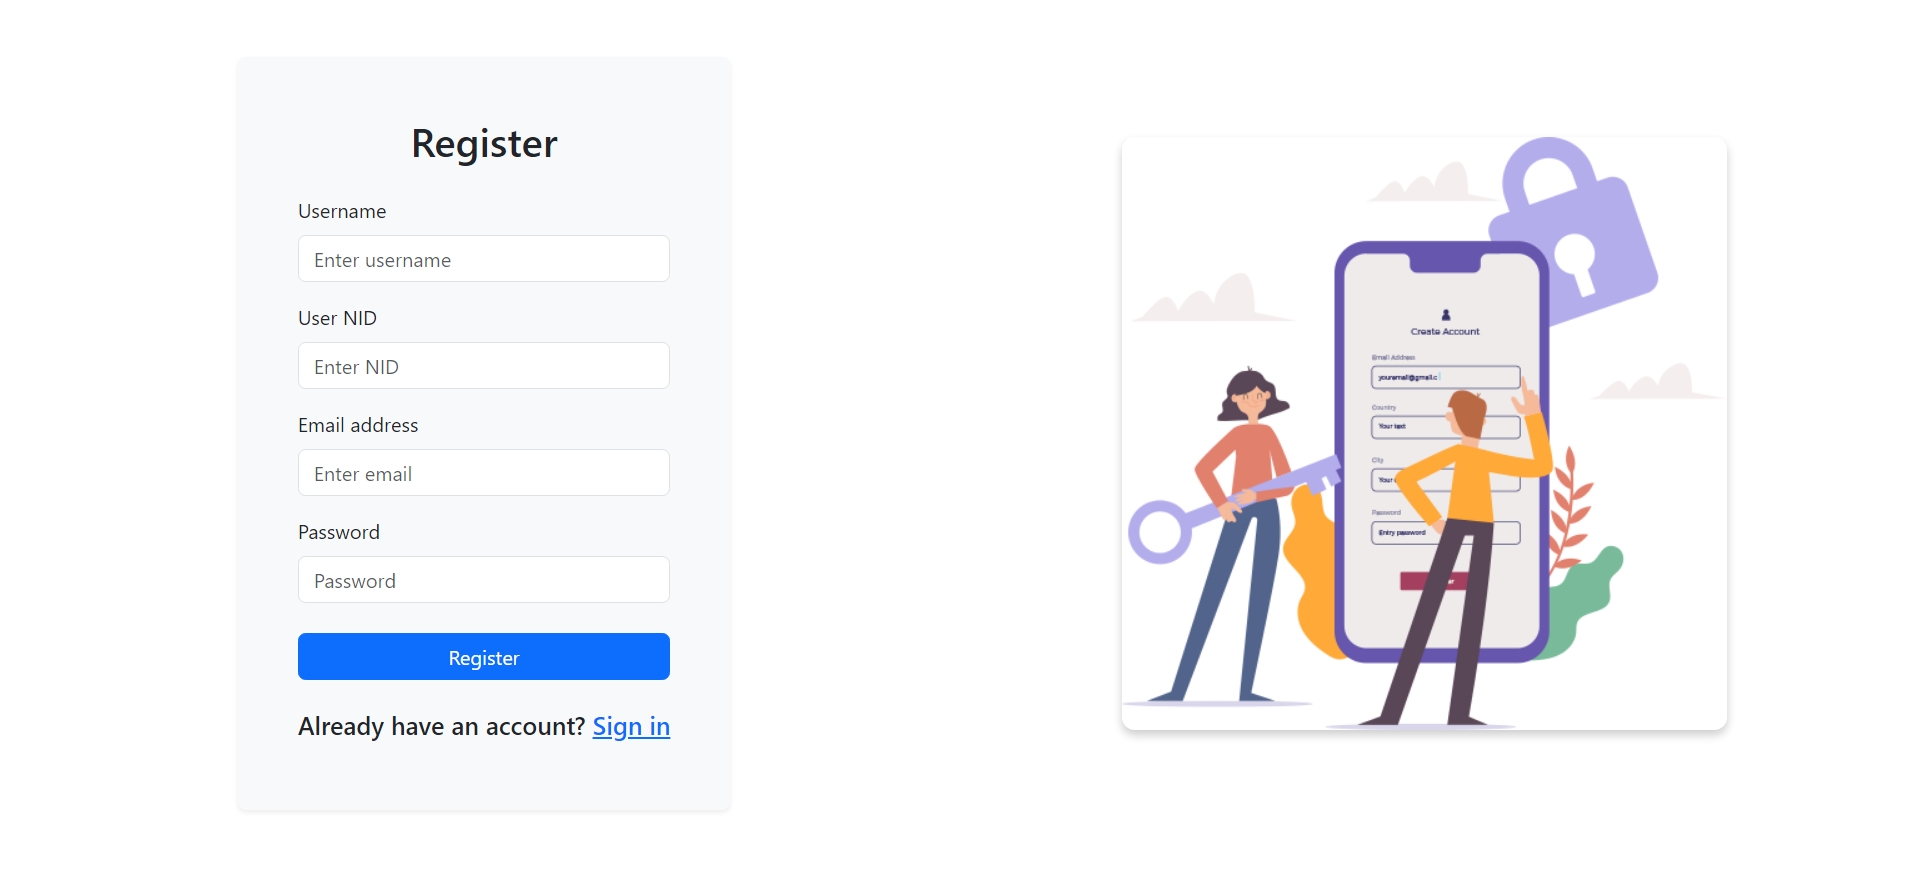 Register
Username
Enter username
User NID
Enter NID
Email address
Enter email
Password
Password
Register
Already have an account? Sign in
Create Account
Email Address
youremail@gmail.c
Country
Your text
City
Your
Password
Entry password